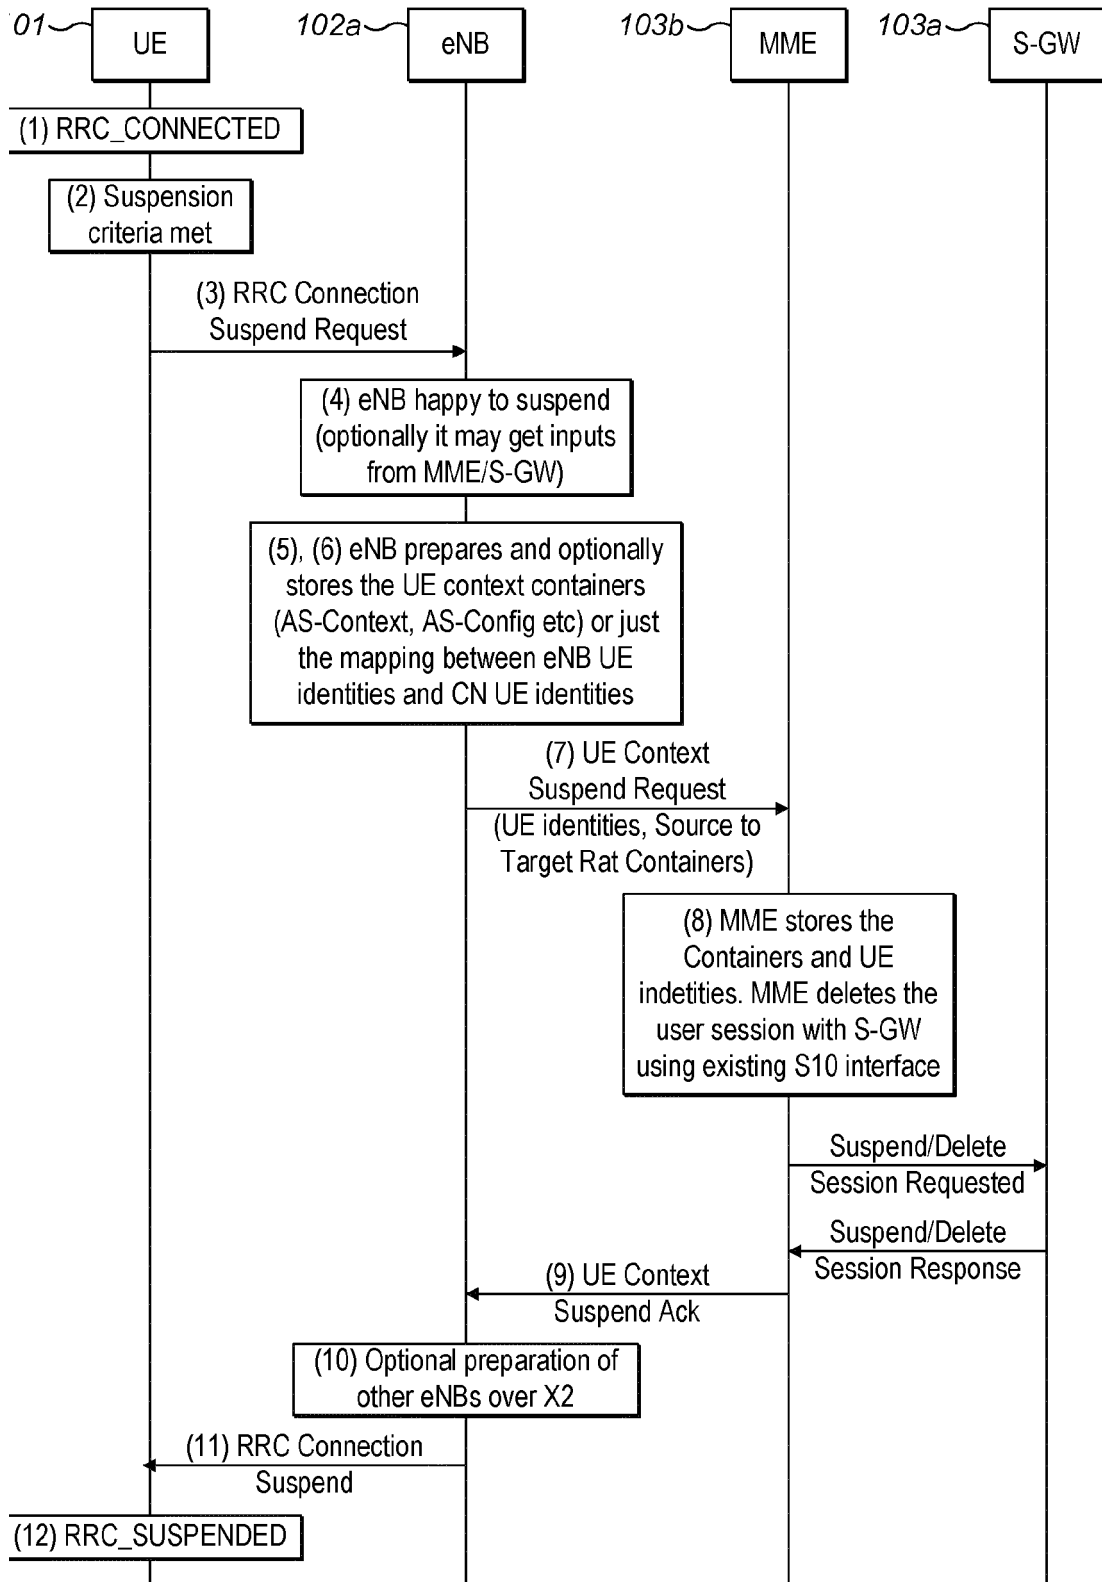 01
UE
102a
eNB
103b
MME
103a
S-GW
(1) RRC_CONNECTED
(2) Suspension
criteria met
(3) RRC Connection
Suspend Request
(4) eNB happy to suspend
(optionally it may get inputs
from MME/S-GW)
(5), (6) eNB prepares and optionally
stores the UE context containers
(AS-Context, AS-Config etc) or just
the mapping between eNB UE
identities and CN UE identities
(7) UE Context
Suspend Request
(UE identities, Source to
Target Rat Containers)
(8) MME stores the
Containers and UE
indetities. MME deletes the
user session with S-GW
using existing S10 interface
Suspend/Delete
Session Requested
Suspend/Delete
Session Response
(9) UE Context
Suspend Ack
(10) Optional preparation of
other eNBs over X2
(11) RRC Connection
Suspend
(12) RRC_SUSPENDED